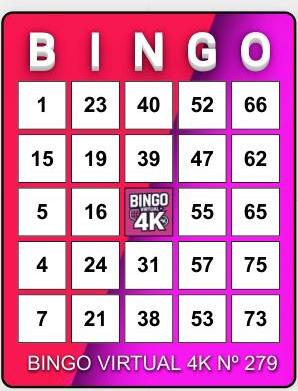 B I N G O
1 23 40 52 66
15 19 39 47 62
5 16 BINGO VIRTUAL 4K 55 65
4 24 31 57 75
7 21 38 53 73
BINGO VIRTUAL 4K Nº 279